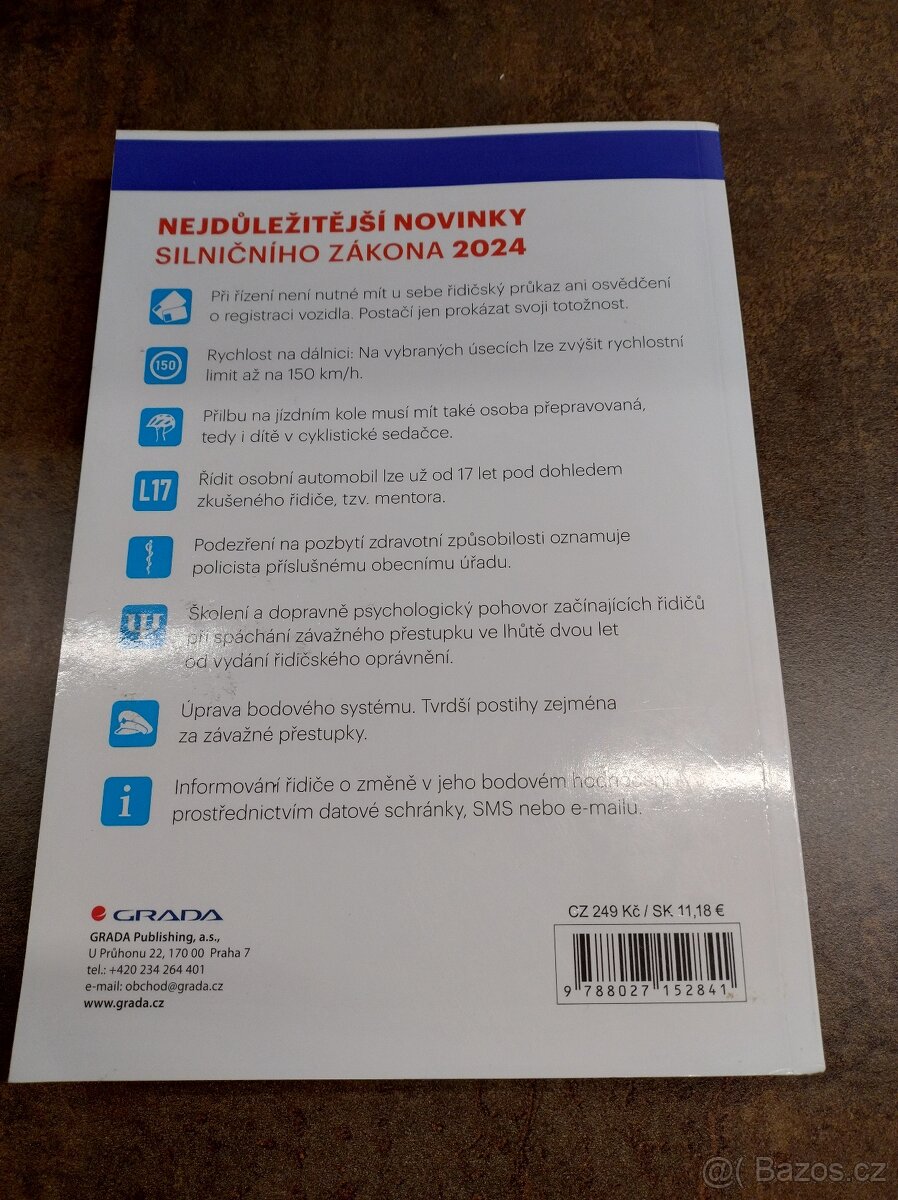 NEJDŮLEŽITĚJŠÍ NOVINKY
SILNIČNÍHO ZÁKONA 2024
Při řízení není nutné mít u sebe řidičský průkaz ani osvědčení
o registraci vozidla. Postačí jen prokázat svoji totožnost.
150
Rychlost na dálnici: Na vybraných úsecích lze zvýšit rychlostní
limit až na 150 km/h.
Přilbu na jízdním kole musí mít také osoba přepravovaná,
tedy i dítě v cyklistické sedačce.
L17
Řídit osobní automobil lze už od 17 let pod dohledem
zkušeného řidiče, tzv. mentora.
Podezření na pozbytí zdravotní způsobilosti oznamuje
policista příslušnému obecnímu úřadu.
Školení a dopravně psychologický pohovor začínajících řidičů
při spáchání závažného přestupku ve lhůtě dvou let
od vydání řidičského oprávnění.
Úprava bodového systému. Tvrdší postihy zejména
za závažné přestupky.
i
Informování řidiče o změně v jeho bodovém hodnocení
prostřednictvím datové schránky, SMS nebo e-mailu.
GRADA
GRADA Publishing, a.s.,
U Průhonu 22, 170 00 Praha 7
tel.: +420 234 264 401
e-mail: obchod@grada.cz
www.grada.cz
CZ 249 Kč / SK 11,18 €
9 788027 152841
@( Bazos.cz